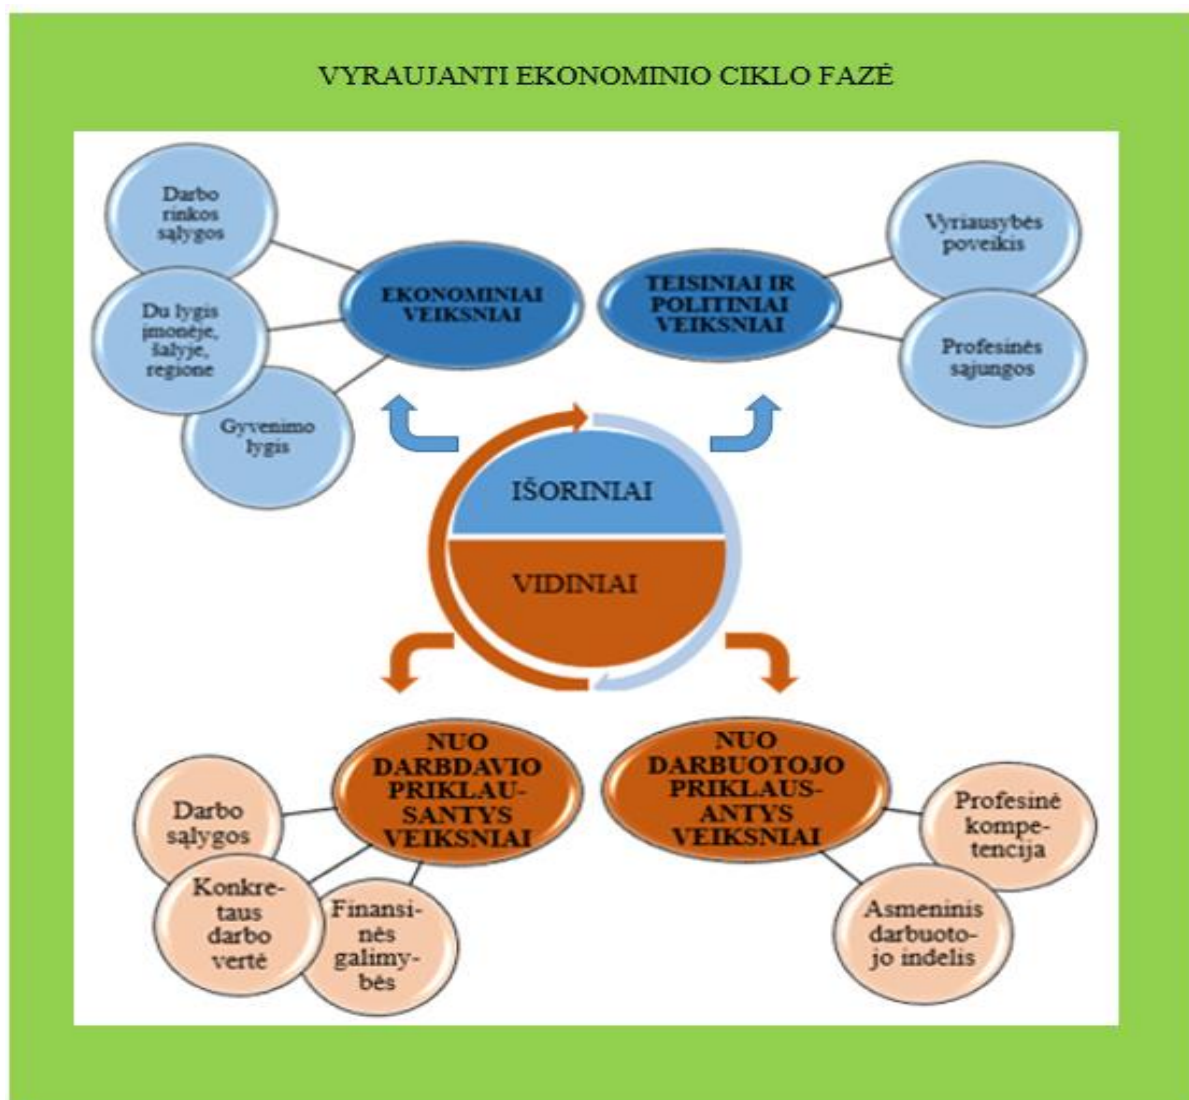 VYRAUJANTI EKONOMINIO CIKLO FAZĖ
Darbo
rinkos
sąlygos
Du lygis
įmonėje,
šalyje,
regione
Gyvenimo
lygis
EKONOMINIAI
VEIKSNIAI
TEISINIAI IR
POLITINIAI
VEIKSNIAI
Vyriausybės
poveikis
Profesinės
sąjungos
IŠORINIAI
VIDINIAI
NUO
DARBDAVIO
PRIKLAU-
SANTYS
VEIKSNIAI
Darbo
sąlygos
Konkre-
taus
darbo
vertė
Finansi-
nės
galimy-
bės
NUO
DARBUOTOJO
PRIKLAUS-
ANTYS
VEIKSNIAI
Profesinė
kompe-
tencija
Asmeninis
darbuoto-
jo indelis